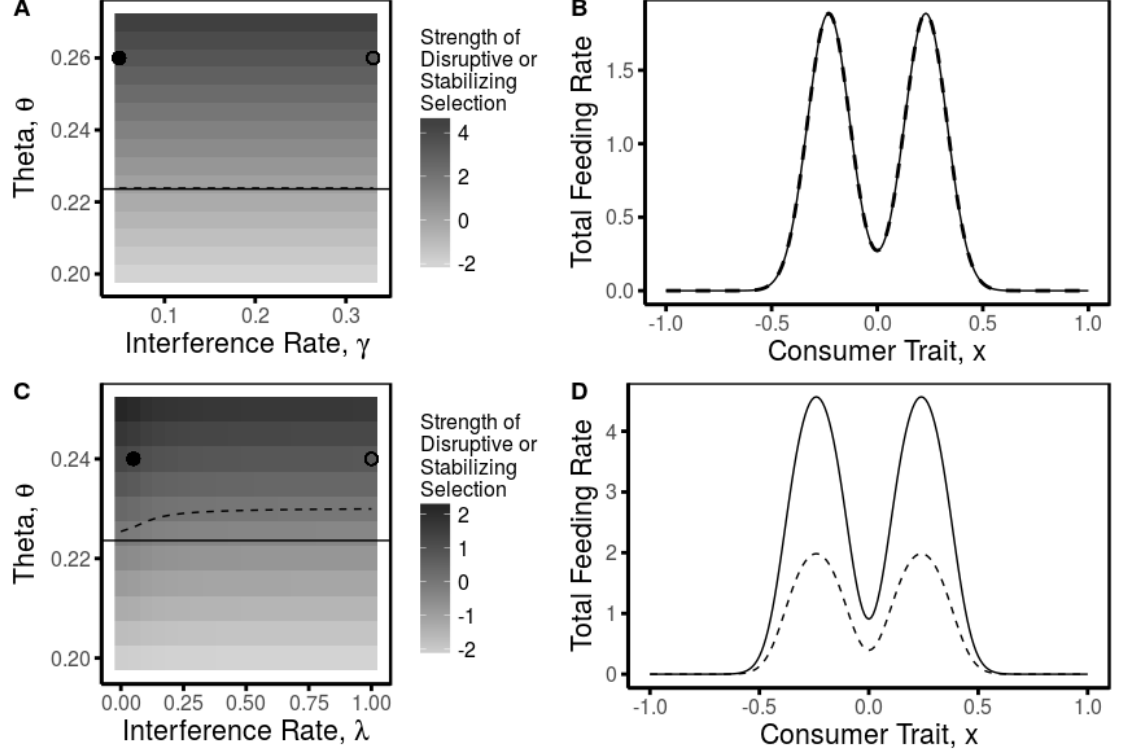 A
Theta, θ
0.26
0.24
0.22
0.20
0.1 0.2 0.3
Interference Rate, γ
Strength of
Disruptive or
Stabilizing
Selection
4
2
0
-2
B
Total Feeding Rate
1.5
1.0
0.5
0.0
-1.0 -0.5 0.0 0.5 1.0
Consumer Trait, x
C
Theta, θ
0.24
0.22
0.20
0.00 0.25 0.50 0.75 1.00
Interference Rate, λ
Strength of
Disruptive or
Stabilizing
Selection
2
1
0
-1
-2
D
Total Feeding Rate
4
3
2
1
0
-1.0 -0.5 0.0 0.5 1.0
Consumer Trait, x